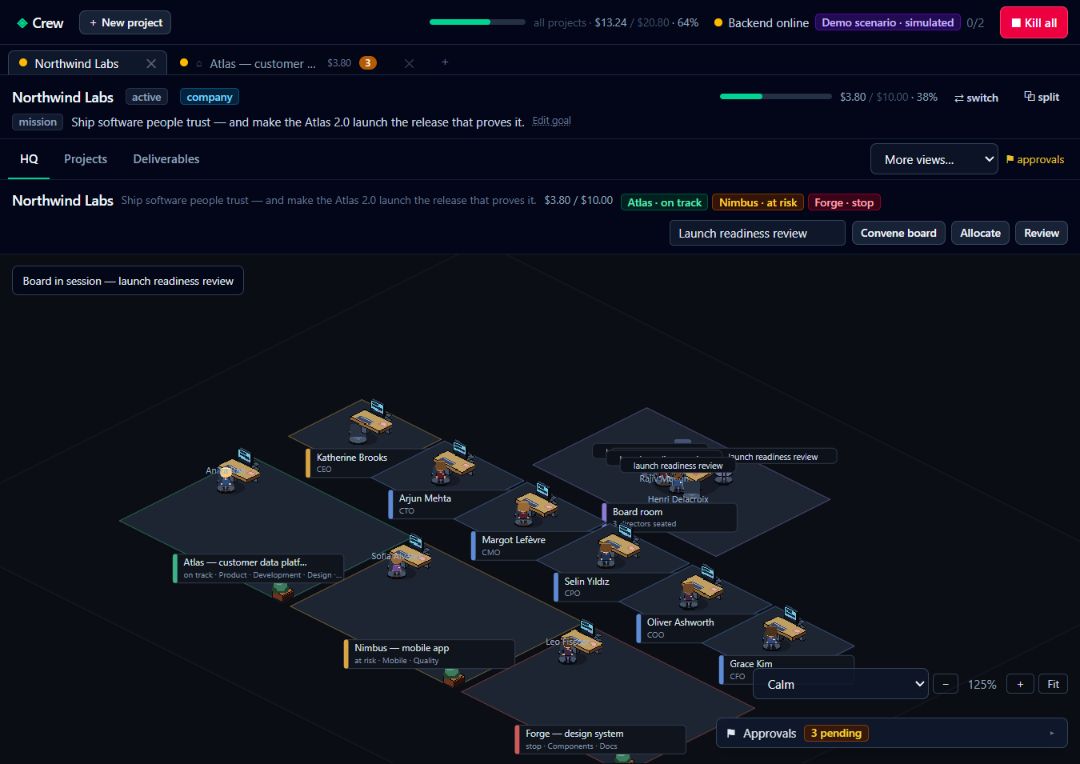 Crew
+ New project
all projects · $13.24 / $20.80 · 64%
Backend online
Demo scenario · simulated
0/2
Kill all
Northwind Labs
Atlas — customer ...
$3.80
3
+
Northwind Labs
active
company
$3.80 / $10.00 · 38%
switch
split
mission
Ship software people trust — and make the Atlas 2.0 launch the release that proves it.
Edit goal
HQ
Projects
Deliverables
More views...
approvals
Northwind Labs
Ship software people trust — and make the Atlas 2.0 launch the release that proves it.
$3.80 / $10.00
Atlas · on track
Nimbus · at risk
Forge · stop
Launch readiness review
Convene board
Allocate
Review
Board in session — launch readiness review
Katherine Brooks
CEO
launch readiness review
launch readiness review
Arjun Mehta
CTO
Henri Delacroix
Board room
3 directors seated
Margot Lefèvre
CMO
Atlas — customer data platf...
on track · Product · Development · Design ·...
Selin Yıldız
CPO
Oliver Ashworth
COO
Nimbus — mobile app
at risk · Mobile · Quality
Grace Kim
CFO
Calm
−
125%
+
Fit
Forge — design system
stop · Components · Docs
Approvals
3 pending